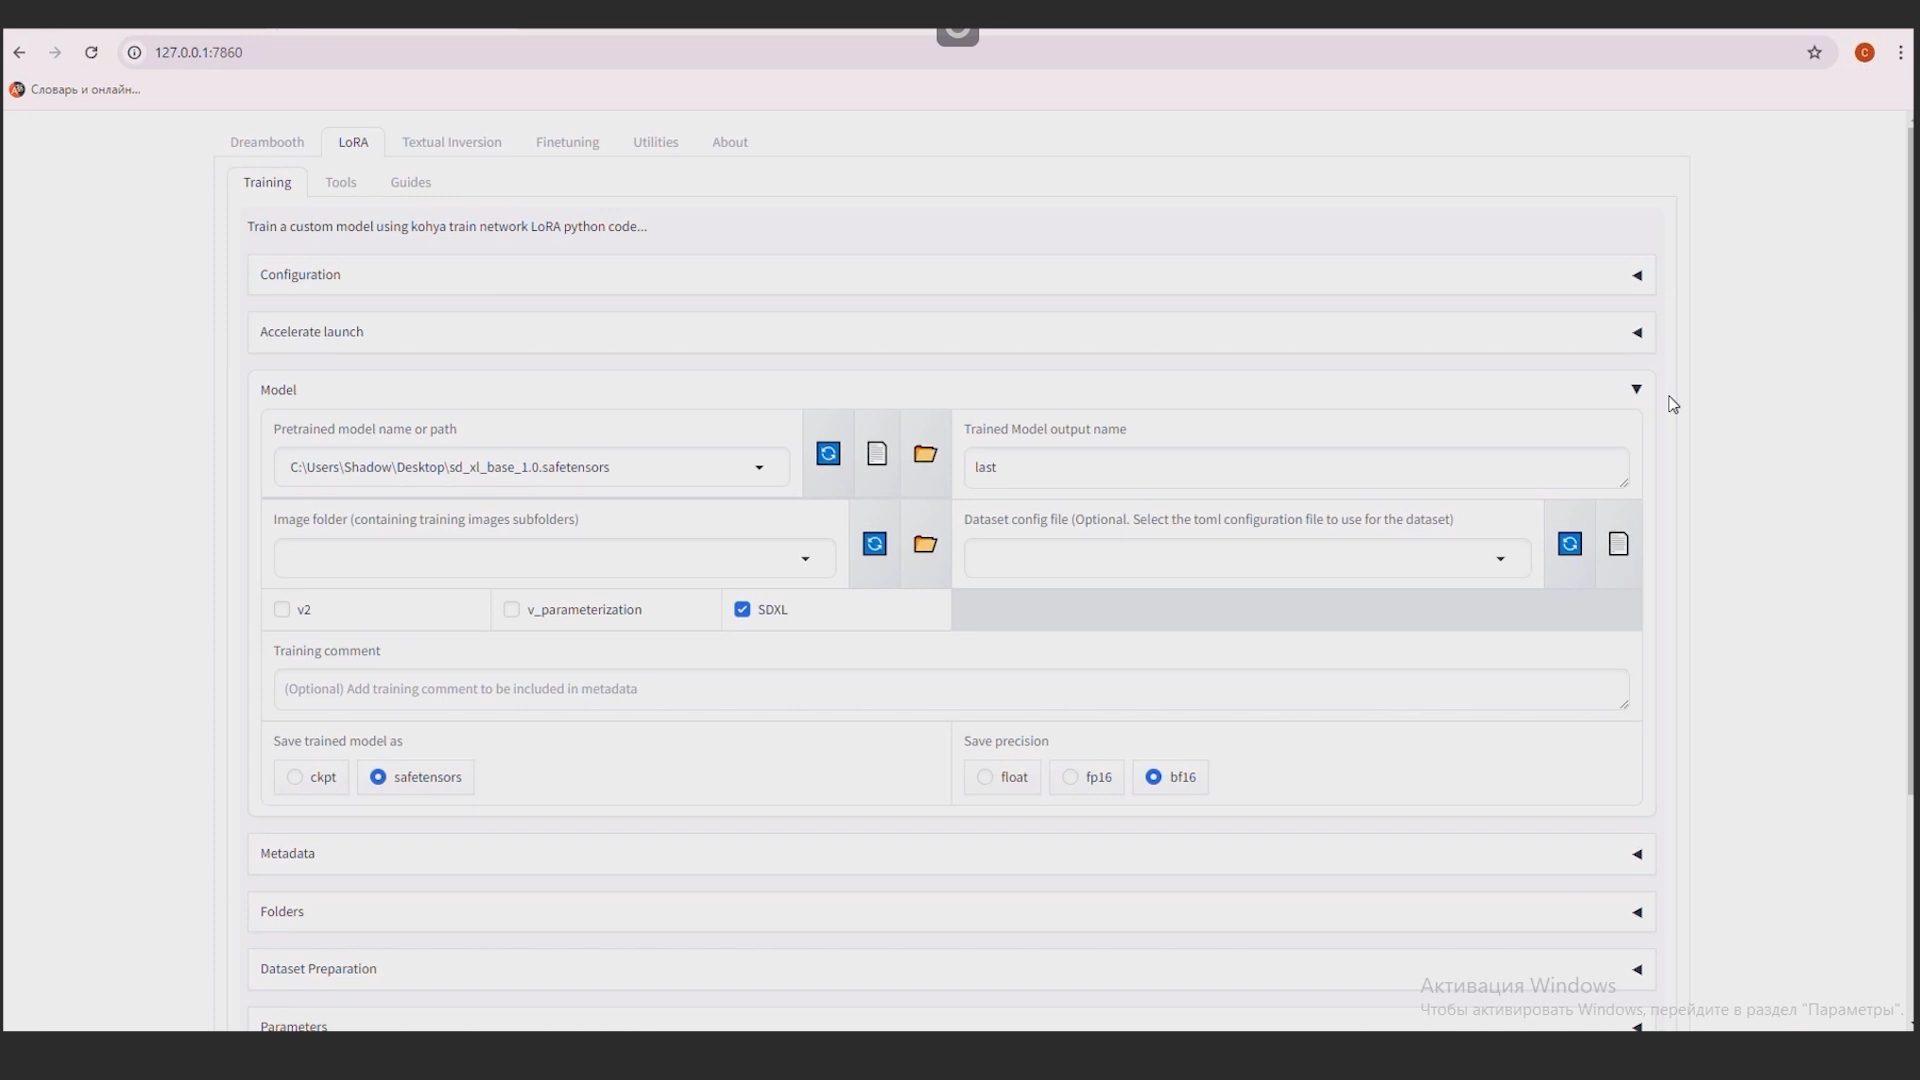 127.0.0.1:7860
C
Словарь и онлайн...
Dreambooth LoRA Textual Inversion Finetuning Utilities About
Training Tools Guides
Train a custom model using kohya train network LoRA python code...
Configuration
Accelerate launch
Model
Pretrained model name or path
C:\Users\Shadow\Desktop\sd_xl_base_1.0.safetensors
Trained Model output name
last
Image folder (containing training images subfolders)
Dataset config file (Optional. Select the toml configuration file to use for the dataset)
v2 v_parameterization SDXL
Training comment
(Optional) Add training comment to be included in metadata
Save trained model as
ckpt safetensors
Save precision
float fp16 bf16
Metadata
Folders
Dataset Preparation
Parameters
Активация Windows
Чтобы активировать Windows, перейдите в раздел "Параметры".